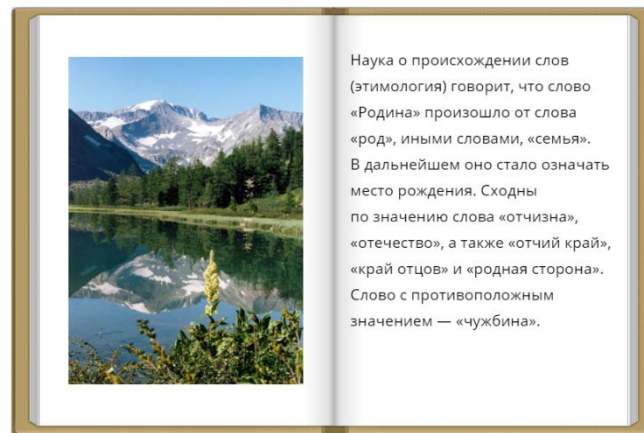 Наука о происхождении слов
(этимология) говорит, что слово
«Родина» произошло от слова
«род», иными словами, «семья».
В дальнейшем оно стало означать
место рождения. Сходны
по значению слова «отчизна»,
«отечество», а также «отчий край»,
«край отцов» и «родная сторона».
Слово с противоположным
значением — «чужбина».